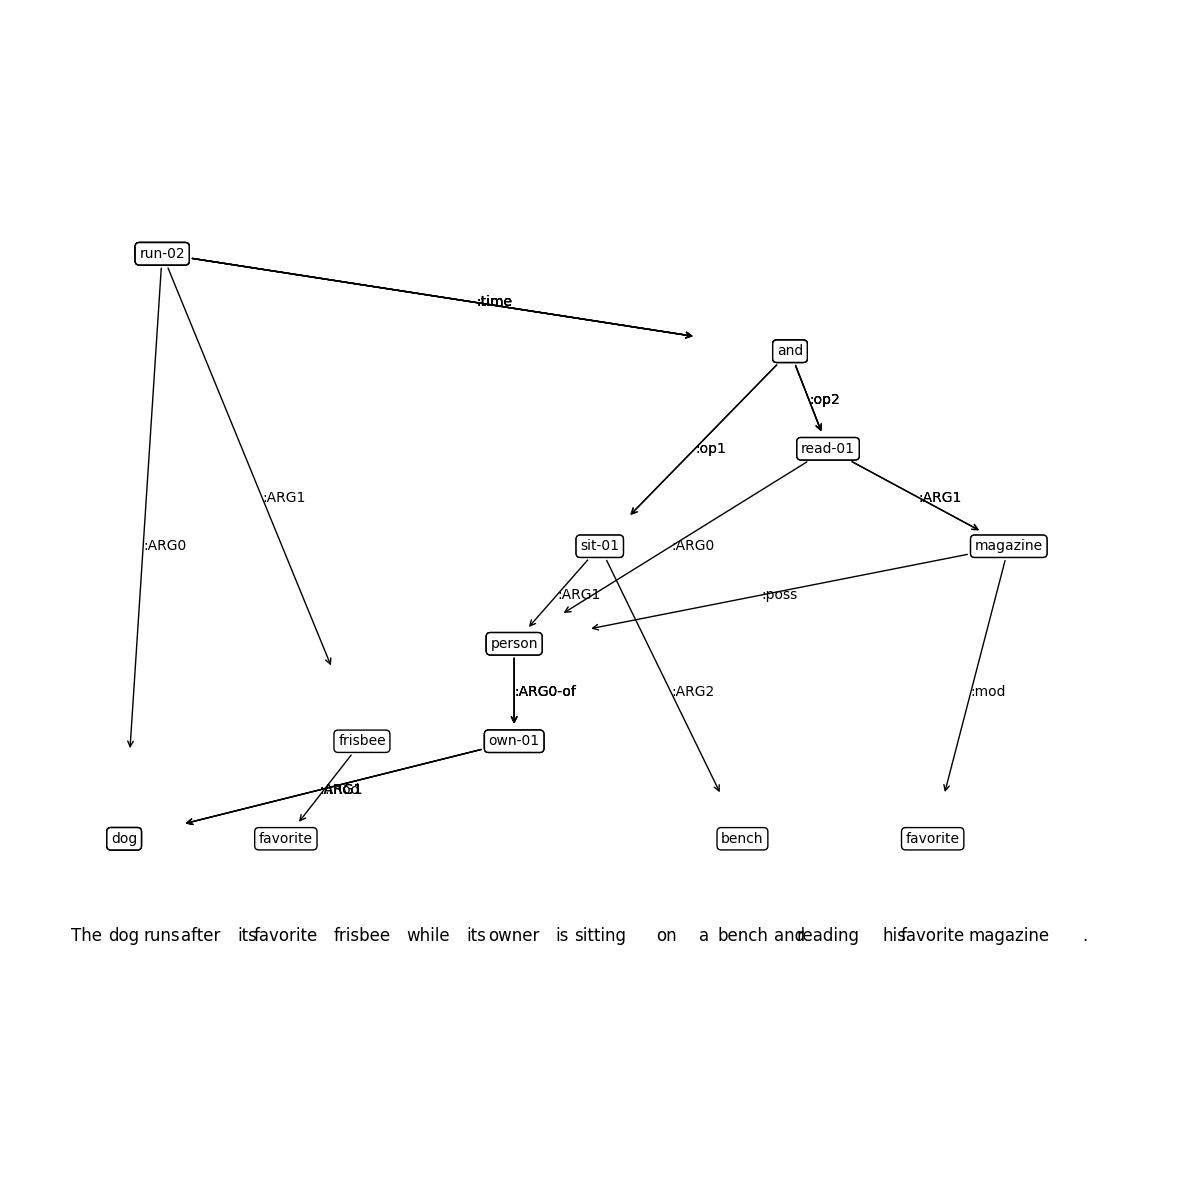 run-02
:time
and
:op2
:op1
read-01
:ARG1
:ARG1
:ARG0
sit-01
:ARG0
magazine
:ARG1
:poss
person
:ARG0-of
:ARG2
:mod
frisbee
own-01
:ARG1
dog
favorite
bench
favorite
The dog runs after its favorite frisbee while its owner is sitting on a bench and reading his favorite magazine .